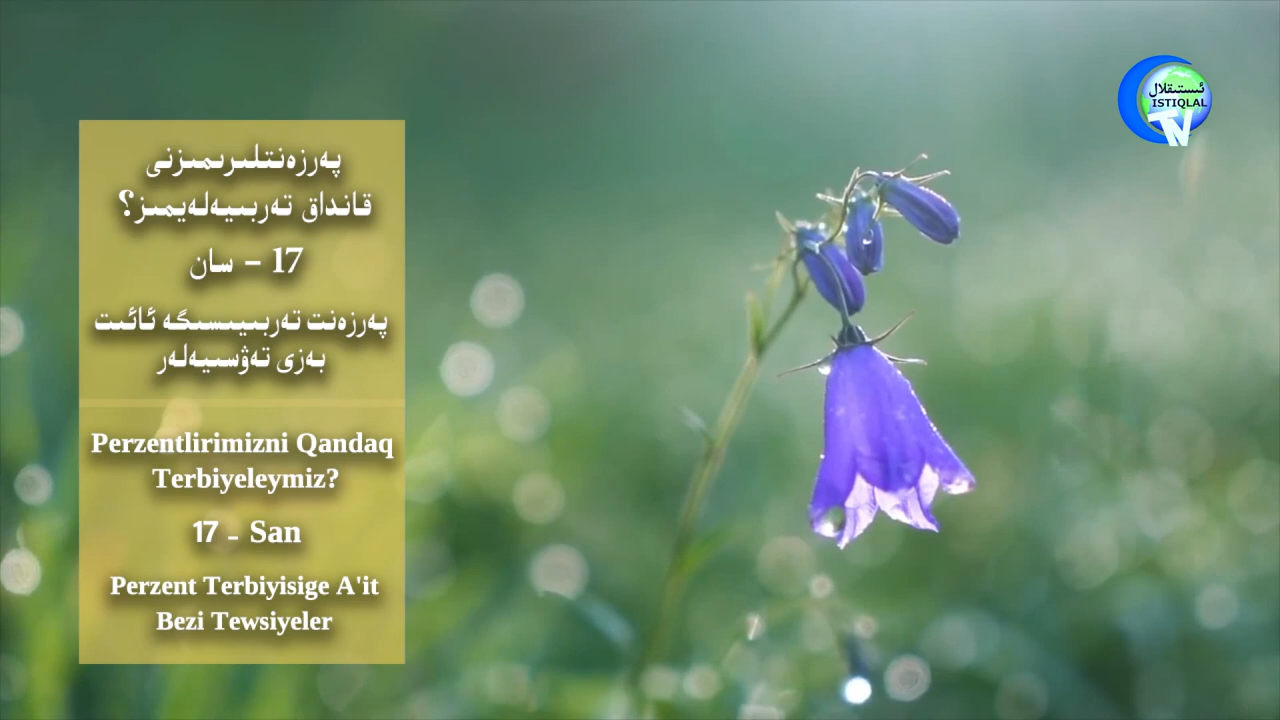 پەرزەنتلىرىمىزنى
قانداق تەربىيەلەيمىز؟
17 - سان
پەرزەنت تەربىيىسىگە ئائىت
بەزى تەۋسىيەلەر
Perzentlirimizni Qandaq
Terbiyeleymiz?
17 - San
Perzent Terbiyisige A'it
Bezi Tewsiyeler
ئىستىقلال
ISTIQLAL
TV